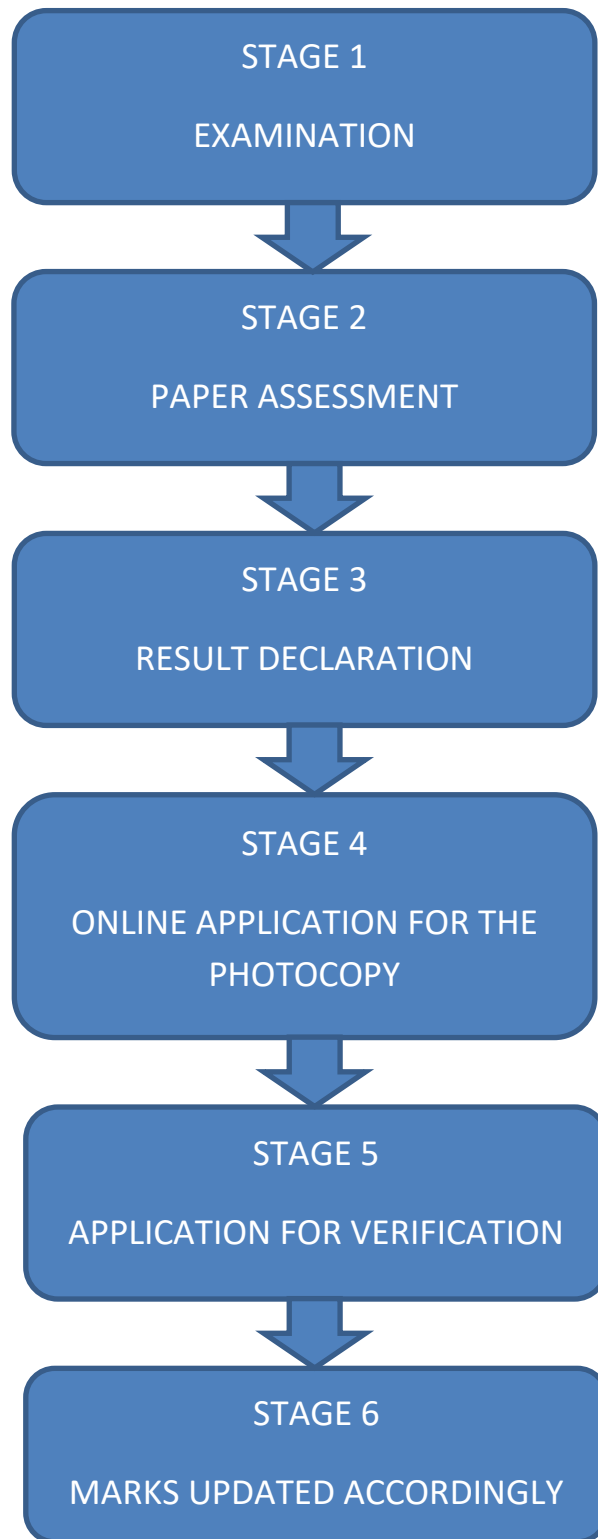 STAGE 1
EXAMINATION
STAGE 2
PAPER ASSESSMENT
STAGE 3
RESULT DECLARATION
STAGE 4
ONLINE APPLICATION FOR THE
PHOTOCOPY
STAGE 5
APPLICATION FOR VERIFICATION
STAGE 6
MARKS UPDATED ACCORDINGLY